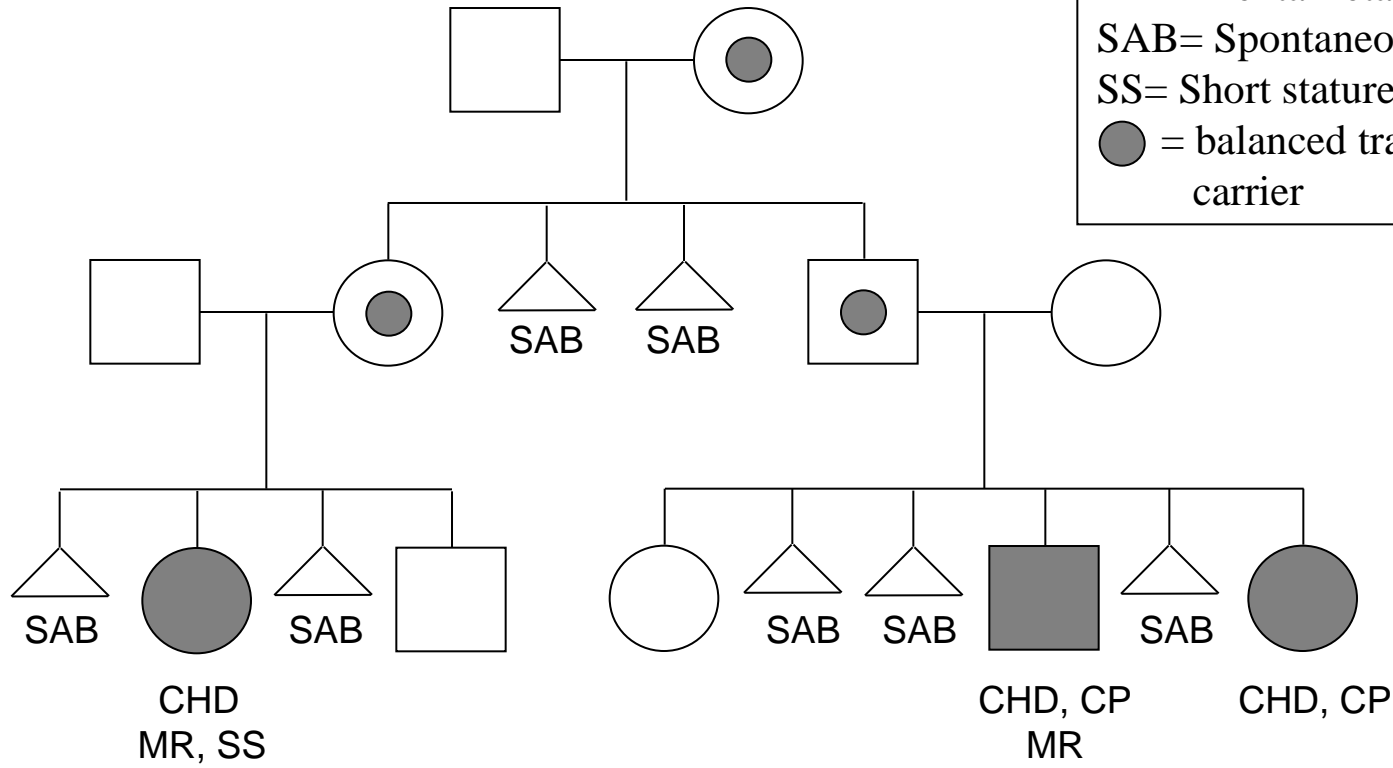 SAB= Spontaneo
SS= Short stature
= balanced tra
carrier
SAB SAB
SAB SAB SAB SAB SAB
CHD CHD, CP CHD, CP
MR, SS MR